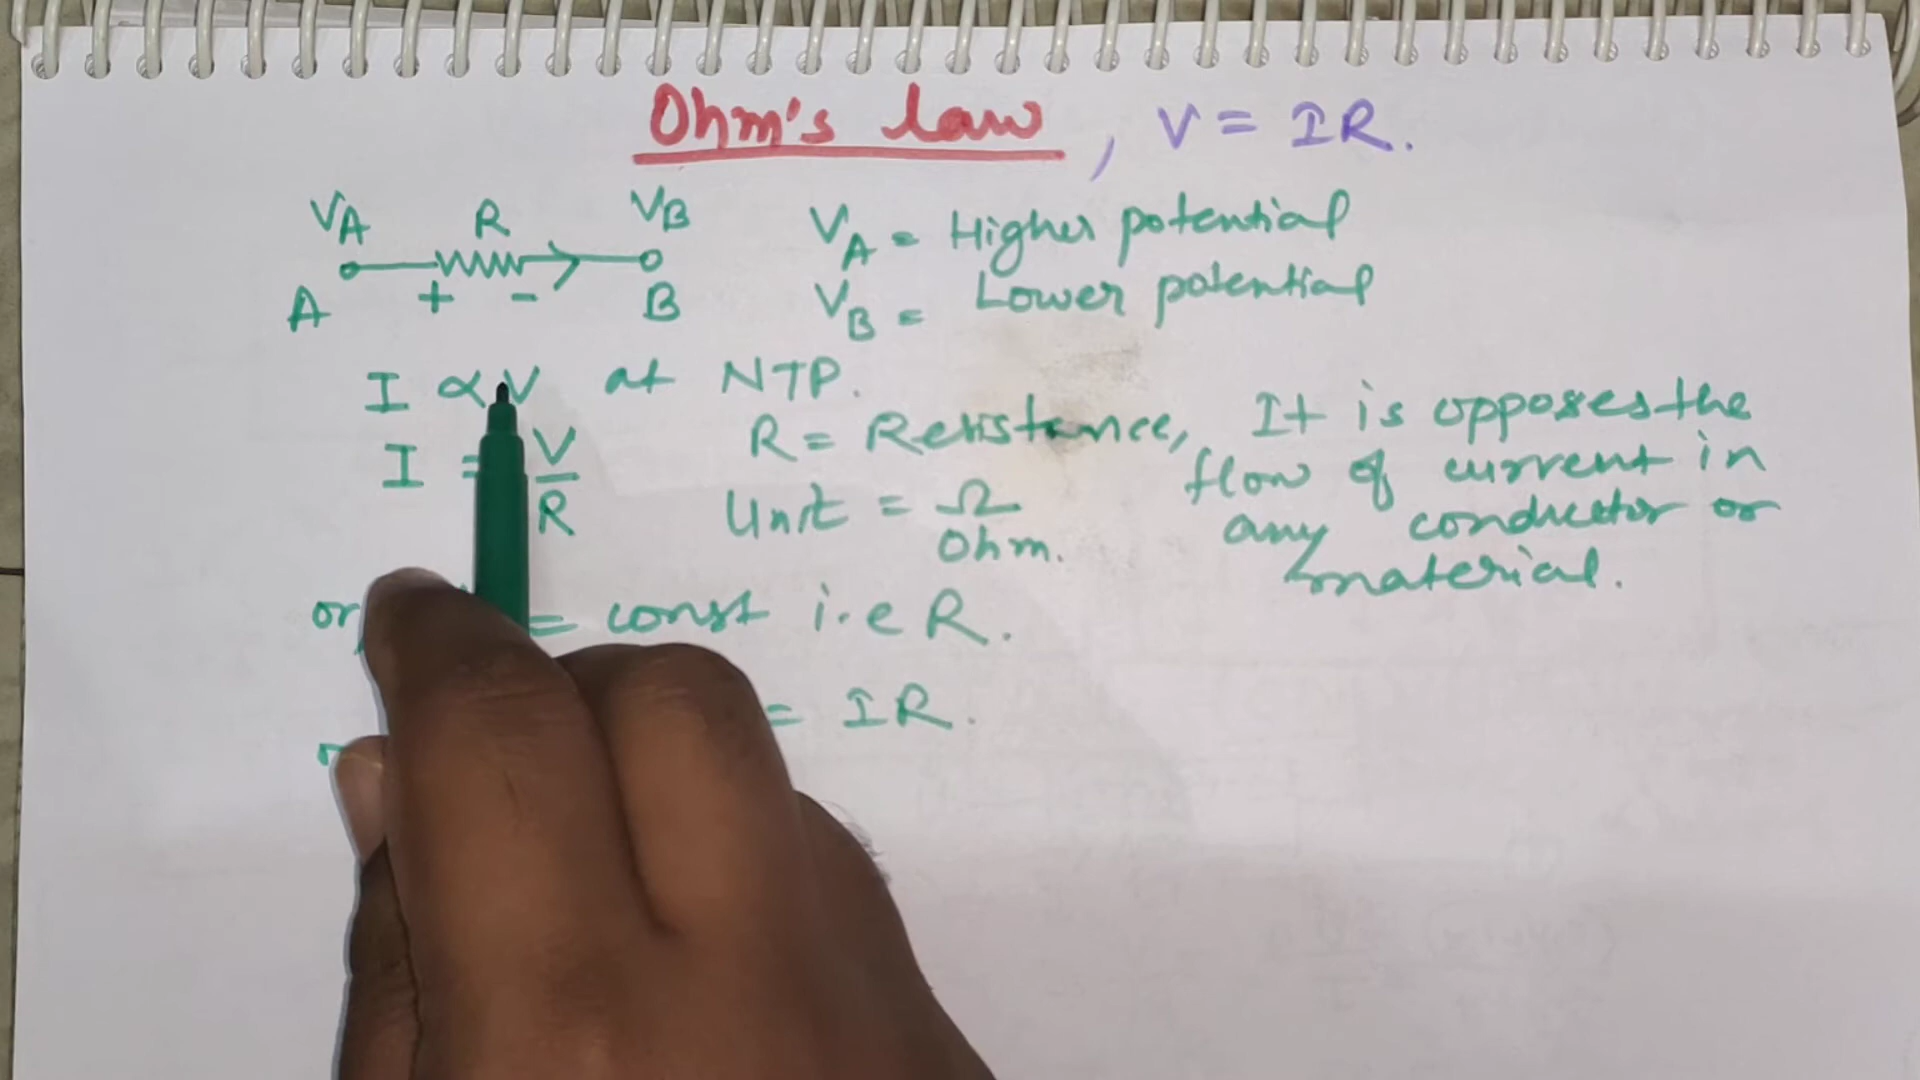 Ohm's law, V = IR.
VA R VB
A + - B
VA = Higher potential
VB = Lower potential
I ∝ V at NTP.
I = V/R
R = Resistance, It is opposes the
flow of current in
any conductor or
material.
Unit = Ω
Ohm.
or = const i.e R.
= IR.